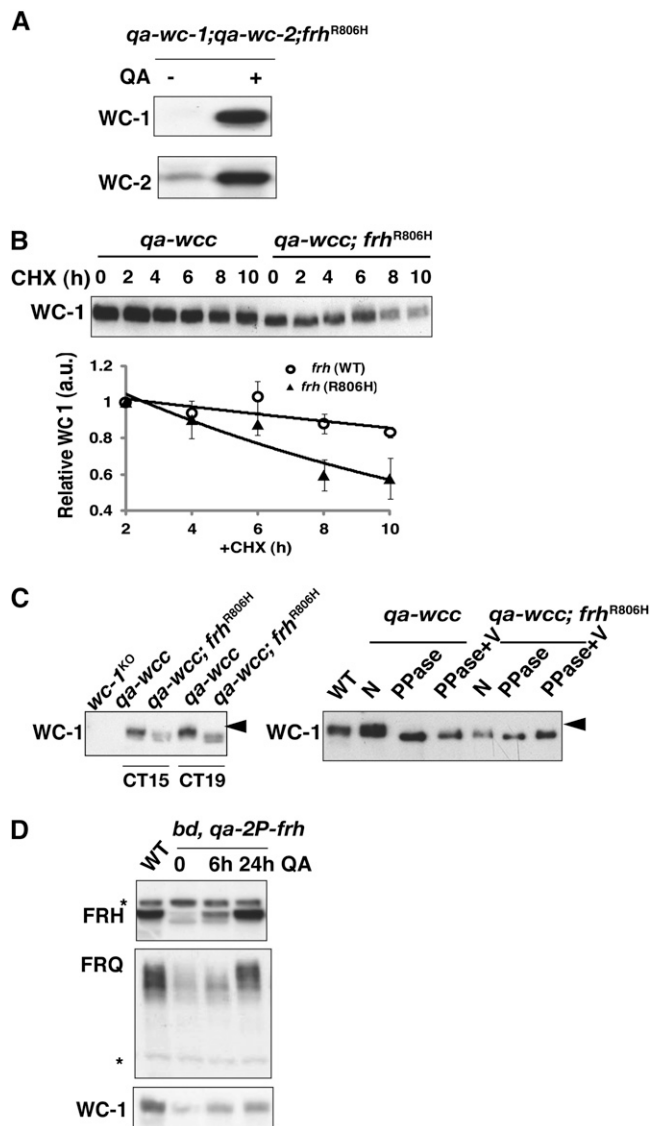 A
qa-wc-1;qa-wc-2;frhR806H
QA - +
WC-1
WC-2
B
qa-wcc qa-wcc; frhR806H
CHX (h) 0 2 4 6 8 10 0 2 4 6 8 10
WC-1
1.2
1
0.8
0.6
0.4
Relative WC1 (a.u.)
frh (WT)
frh (R806H)
2 4 6 8 10
+CHX (h)
C
wc-1KO
qa-wcc
qa-wcc; frhR806H
qa-wcc
qa-wcc; frhR806H
WC-1
CT15 CT19
qa-wcc qa-wcc; frhR806H
WT N PPase PPase+V N PPase PPase+V
WC-1
D
bd, qa-2P-frh
WT 0 6h 24h QA
*
FRH
FRQ
*
WC-1